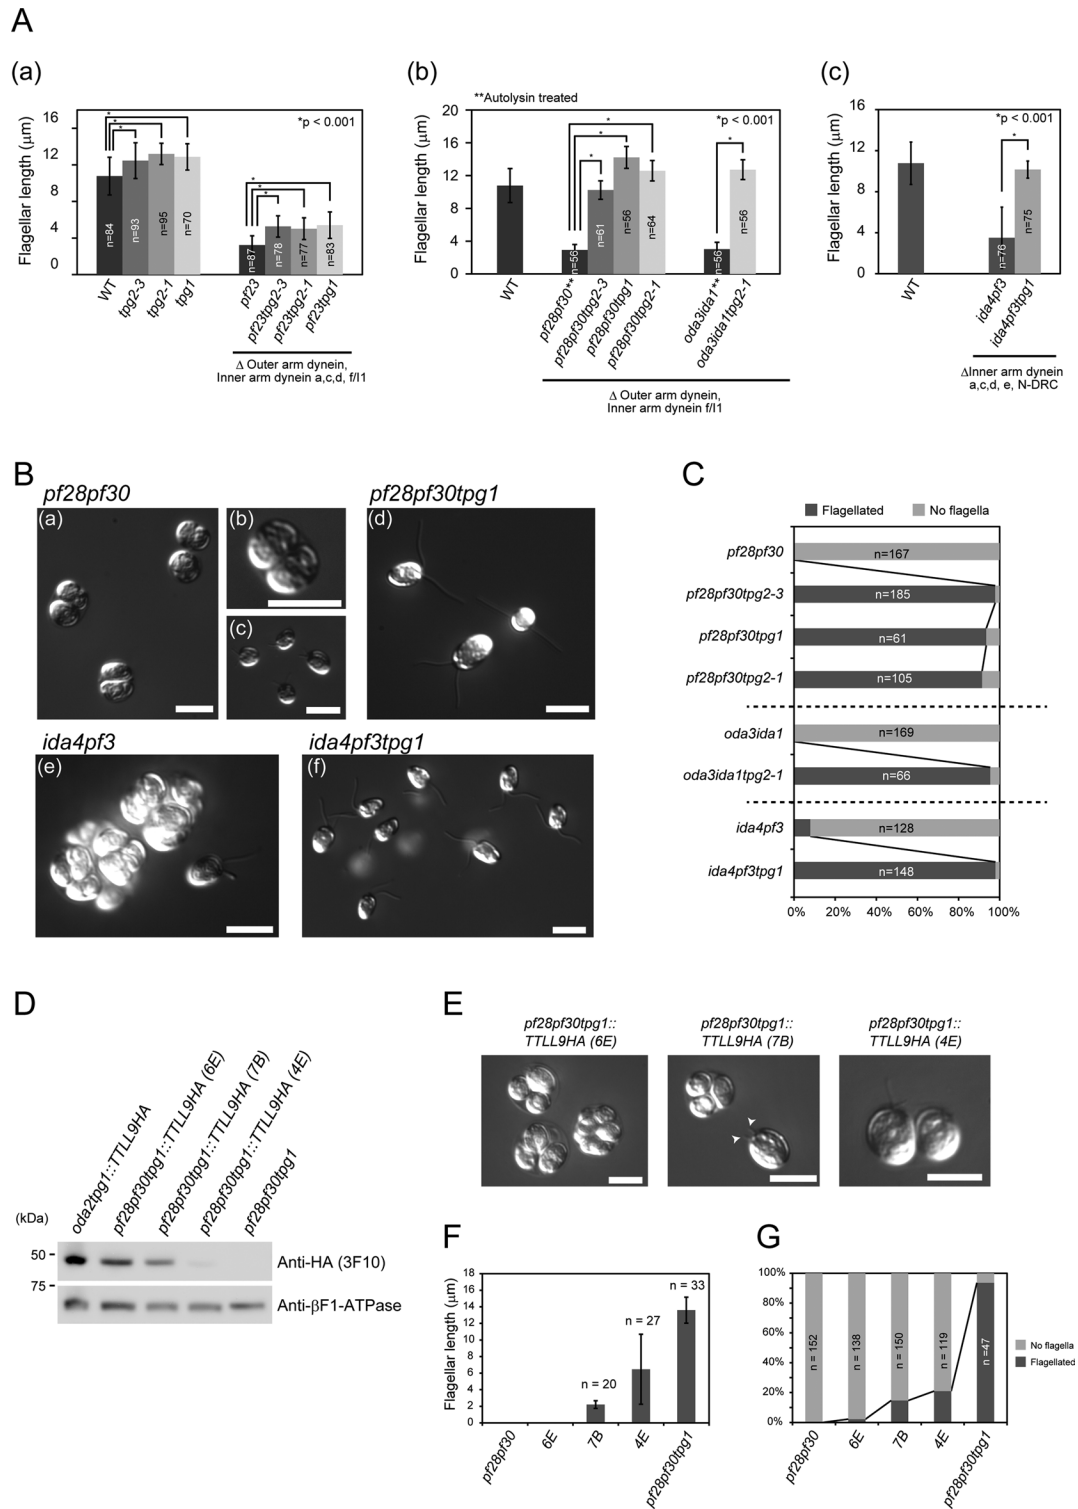 A
(a)
*p < 0.001
Flagellar length (μm)
16
12
8
4
0
n=84
n=93
n=95
n=70
n=87
n=78
n=77
n=83
* * *
* * *
WT
tpg2-3
tpg2-1
tpg1
pf23
pf23tpg2-3
pf23tpg2-1
pf23tpg1
Δ Outer arm dynein,
Inner arm dynein a,c,d, f/I1
(b)
**Autolysin treated
*p < 0.001
Flagellar length (μm)
20
16
12
8
4
0
n=56
n=61
n=56
n=64
n=56
n=56
* * *
*
WT
pf28pf30**
pf28pf30tpg2-3
pf28pf30tpg1
pf28pf30tpg2-1
oda3ida1**
oda3ida1tpg2-1
Δ Outer arm dynein,
Inner arm dynein f/I1
(c)
*p < 0.001
Flagellar length (μm)
16
12
8
4
0
n=76
n=75
*
WT
ida4pf3
ida4pf3tpg1
ΔInner arm dynein
a,c,d, e, N-DRC
B
pf28pf30
(a)
(b)
(c)
pf28pf30tpg1
(d)
ida4pf3
(e)
ida4pf3tpg1
(f)
C
Flagellated
No flagella
pf28pf30
n=167
pf28pf30tpg2-3
n=185
pf28pf30tpg1
n=61
pf28pf30tpg2-1
n=105
oda3ida1
n=169
oda3ida1tpg2-1
n=66
ida4pf3
n=128
ida4pf3tpg1
n=148
0% 20% 40% 60% 80% 100%
D
oda2tpg1::TTLL9HA
pf28pf30tpg1::TTLL9HA (6E)
pf28pf30tpg1::TTLL9HA (7B)
pf28pf30tpg1::TTLL9HA (4E)
pf28pf30tpg1
(kDa)
50
Anti-HA (3F10)
75
Anti-βF1-ATPase
E
pf28pf30tpg1::
TTLL9HA (6E)
pf28pf30tpg1::
TTLL9HA (7B)
pf28pf30tpg1::
TTLL9HA (4E)
F
Flagellar length (μm)
18
16
14
12
10
8
6
4
2
0
n = 20
n = 27
n = 33
pf28pf30
6E
7B
4E
pf28pf30tpg1
G
100%
80%
60%
40%
20%
0%
n = 152
n = 138
n = 150
n = 119
n =47
No flagella
Flagellated
pf28pf30
6E
7B
4E
pf28pf30tpg1